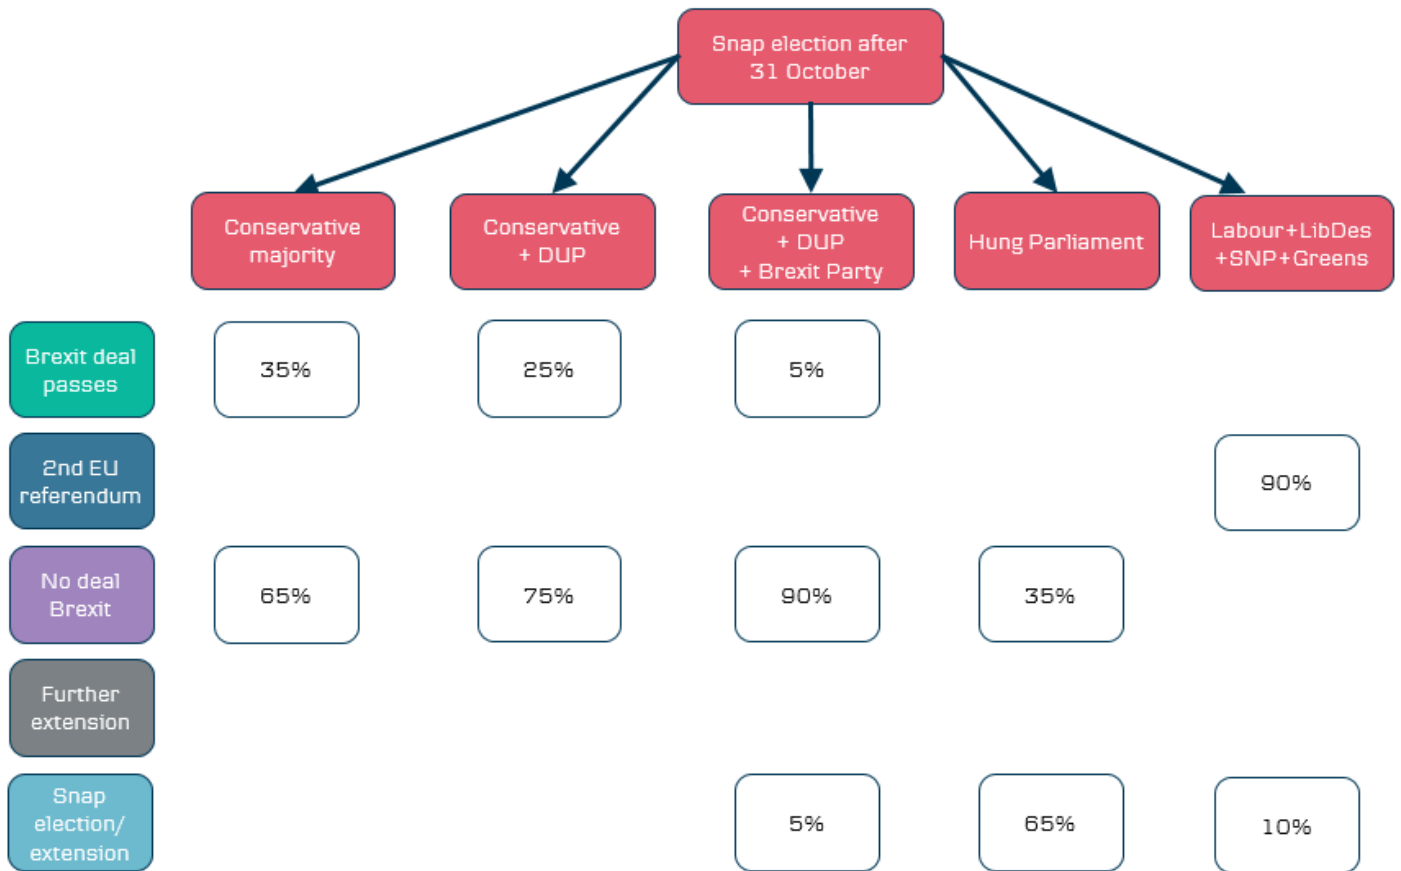 Snap election after
31 October
Conservative
majority
Conservative
+ DUP
Conservative
+ DUP
+ Brexit Party
Hung Parliament
Labour+LibDes
+SNP+Greens
Brexit deal
passes
35%
25%
5%
2nd EU
referendum
90%
No deal
Brexit
65%
75%
90%
35%
Further
extension
Snap
election/
extension
5%
65%
10%